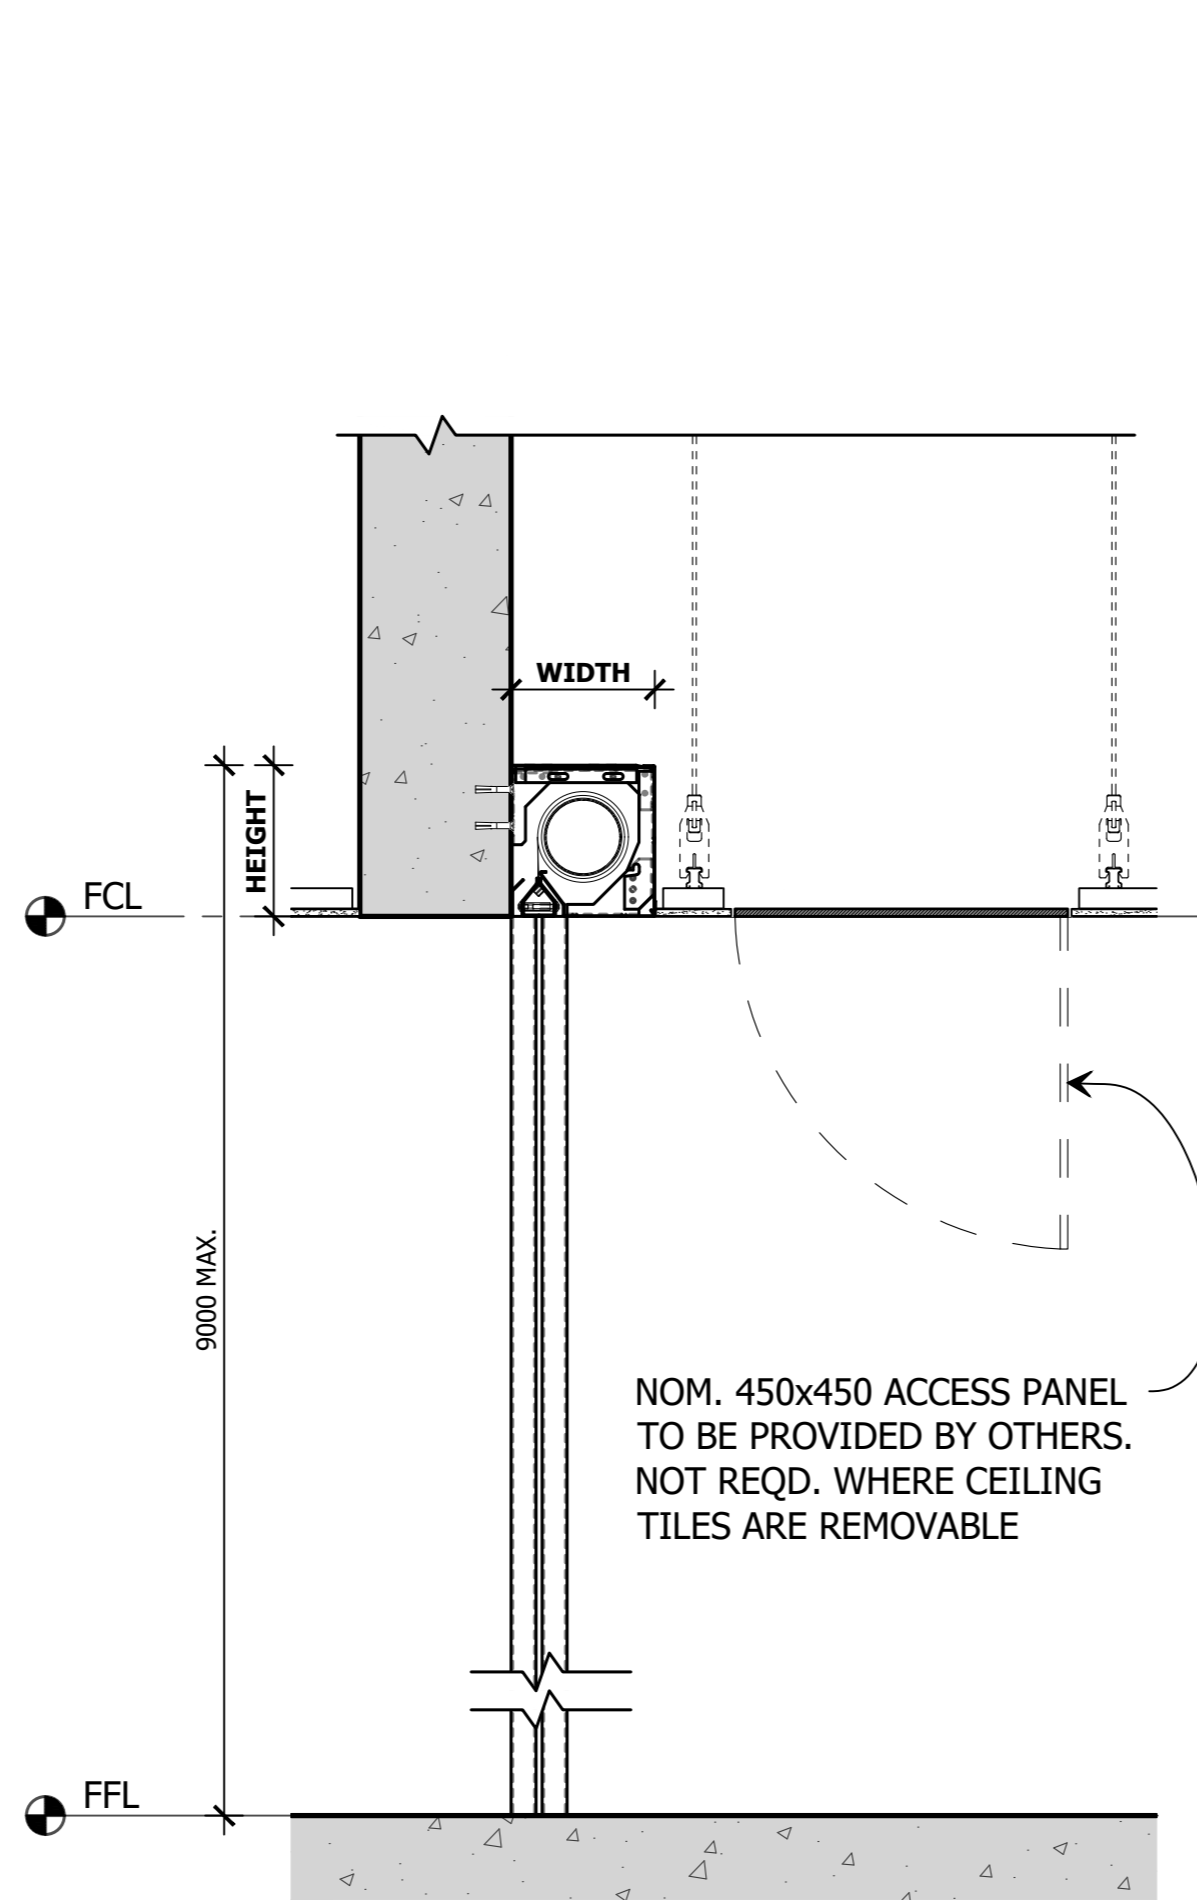 WIDTH
HEIGHT
FCL
9000 MAX.
NOM. 450x450 ACCESS PANEL
TO BE PROVIDED BY OTHERS.
NOT REQD. WHERE CEILING
TILES ARE REMOVABLE
FFL